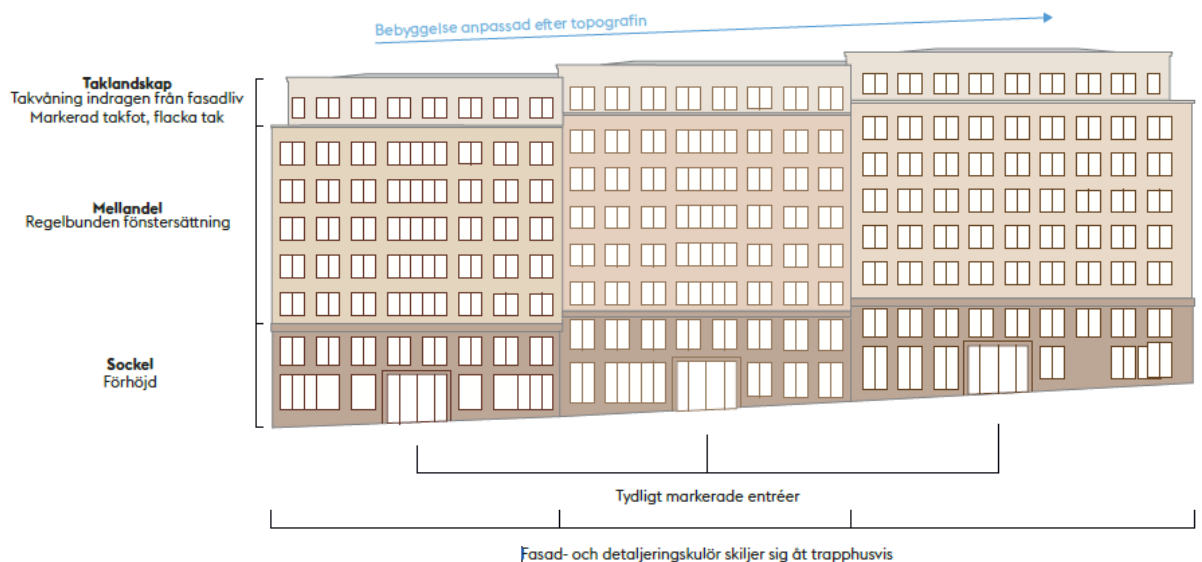 Bebyggelse anpassad efter topografin
Taklandskap
Takvåning indragen från fasadliv
Markerad takfot, flacka tak
Mellandel
Regelbunden fönstersättning
Sockel
Förhöjd
Tydligt markerade entréer
Fasad- och detaljeringskulör skiljer sig åt trapphusvis